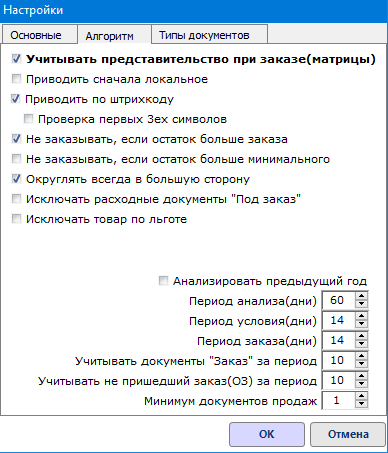 Настройки
Основные Алгоритм Типы документов
Учитывать представительство при заказе(матрицы)
Приводить сначала локальное
Приводить по штрихкоду
Проверка первых 3ех символов
Не заказывать, если остаток больше заказа
Не заказывать, если остаток больше минимального
Округлять всегда в большую сторону
Исключать расходные документы "Под заказ"
Исключать товар по льготе
Анализировать предыдущий год
Период анализа(дни) 60
Период условия(дни) 14
Период заказа(дни) 14
Учитывать документы "Заказ" за период 10
Учитывать не пришедший заказ(ОЗ) за период 10
Минимум документов продаж 1
ОК Отмена